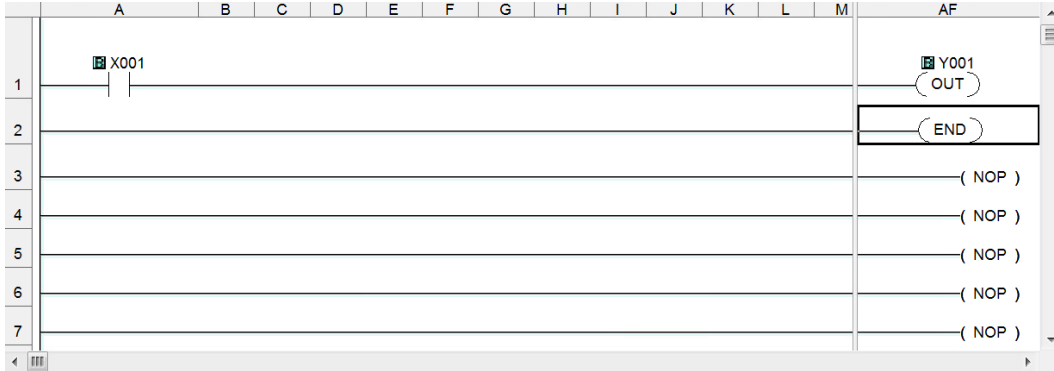 A B C D E F G H I J K L M AF
B X001 B Y001
1 OUT
2 END
3 ( NOP )
4 ( NOP )
5 ( NOP )
6 ( NOP )
7 ( NOP )